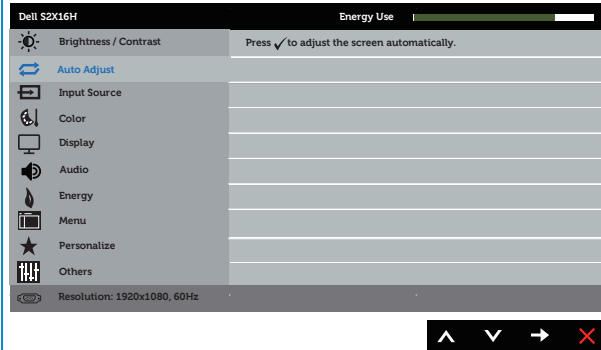 Dell S2X16H Energy Use
Brightness / Contrast Press ✓ to adjust the screen automatically.
Auto Adjust
Input Source
Color
Display
Audio
Energy
Menu
Personalize
Others
Resolution: 1920x1080, 60Hz